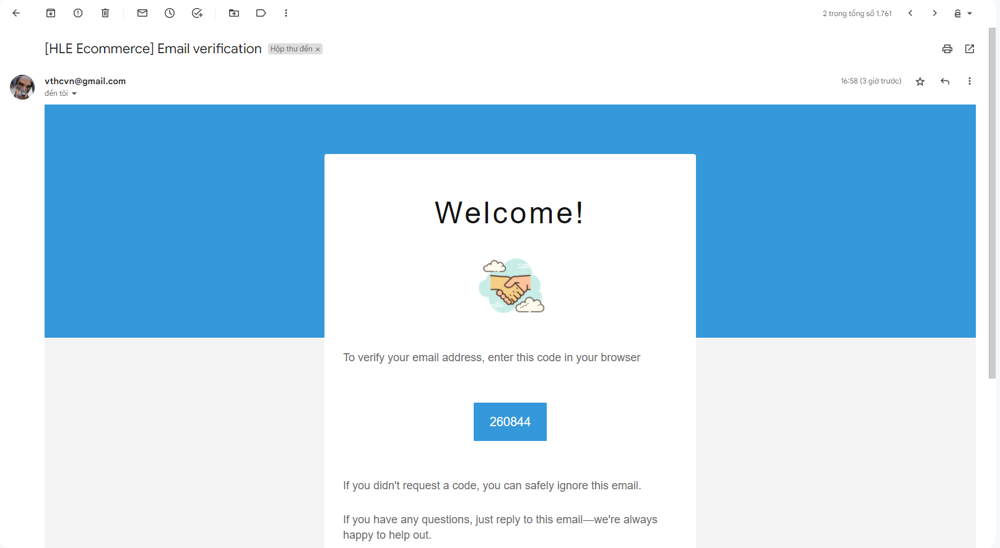 2 trong tổng số 1.761
[HLE Ecommerce] Email verification Hộp thư đến ×
vthcvn@gmail.com 16:58 (3 giờ trước)
đến tôi
Welcome!
To verify your email address, enter this code in your browser
260844
If you didn't request a code, you can safely ignore this email.
If you have any questions, just reply to this email—we're always
happy to help out.